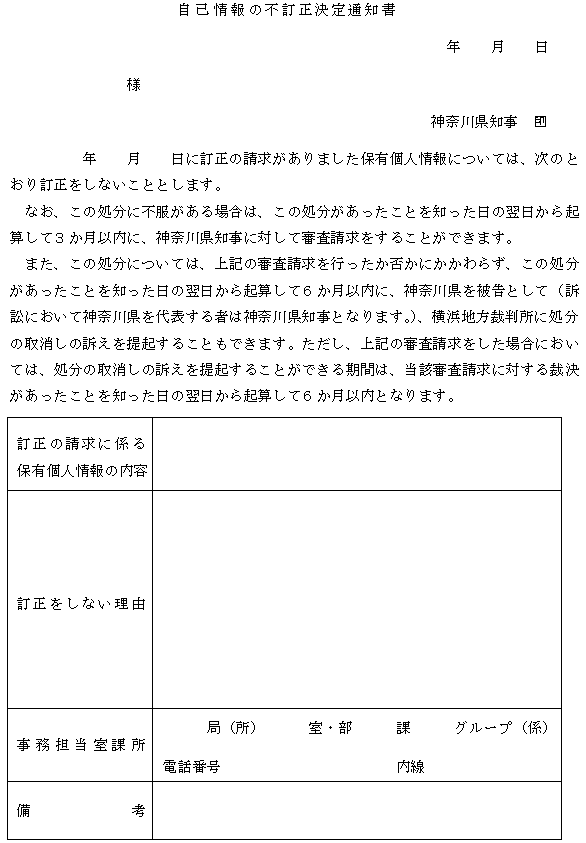 自己情報の不訂正決定通知書
年　　月　　日
様
神奈川県知事　印
年　　月　　日に訂正の請求がありました保有個人情報については、次のと
おり訂正をしないこととします。
なお、この処分に不服がある場合は、この処分があったことを知った日の翌日から起
算して3か月以内に、神奈川県知事に対して審査請求をすることができます。
また、この処分については、上記の審査請求を行ったか否かにかかわらず、この処分
があったことを知った日の翌日から起算して6か月以内に、神奈川県を被告として（訴
訟において神奈川県を代表する者は神奈川県知事となります。）、横浜地方裁判所に処分
の取消しの訴えを提起することもできます。ただし、上記の審査請求をした場合におい
ては、処分の取消しの訴えを提起することができる期間は、当該審査請求に対する裁決
があったことを知った日の翌日から起算して6か月以内となります。
訂正の請求に係る
保有個人情報の内容
訂正をしない理由
事務担当室課所
局（所）　　　室・部　　　課　　　グループ（係）
電話番号　　　　　　　　　　　　内線
備　　　　　　　考